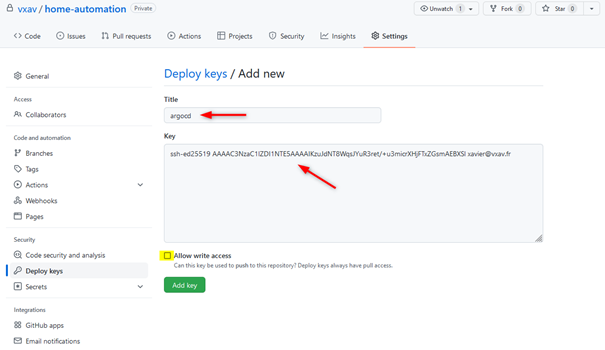 vxav / home-automation Private
Unwatch 1
Fork 0
Star 0
Code
Issues
Pull requests
Actions
Projects
Security
Insights
Settings
General
Access
Collaborators
Code and automation
Branches
Tags
Actions
Webhooks
Pages
Security
Code security and analysis
Deploy keys
Secrets
Integrations
GitHub apps
Email notifications
Deploy keys / Add new
Title
argocd
Key
ssh-ed25519 xavier@vxav.fr
Allow write access
Can this key be used to push to this repository? Deploy keys always have pull access.
Add key